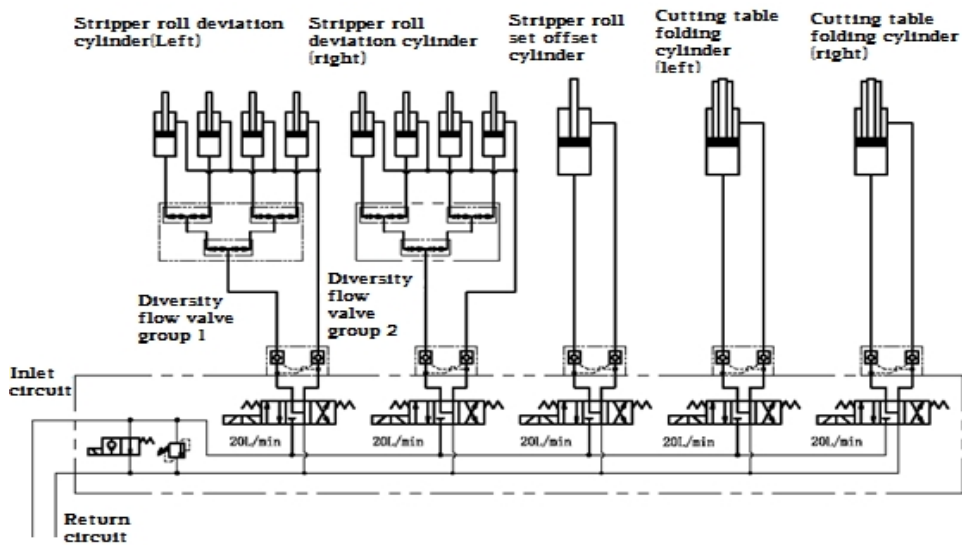 Stripper roll deviation
cylinder(Left)
Stripper roll
deviation cylinder
(right)
Stripper roll
set offset
cylinder
Cutting table
folding
cylinder
(left)
Cutting table
folding cylinder
(right)
Diversity
flow valve
group 1
Diversity
flow
valve
group 2
Inlet
circuit
20L/min
20L/min
20L/min
20L/min
20L/min
Return
circuit